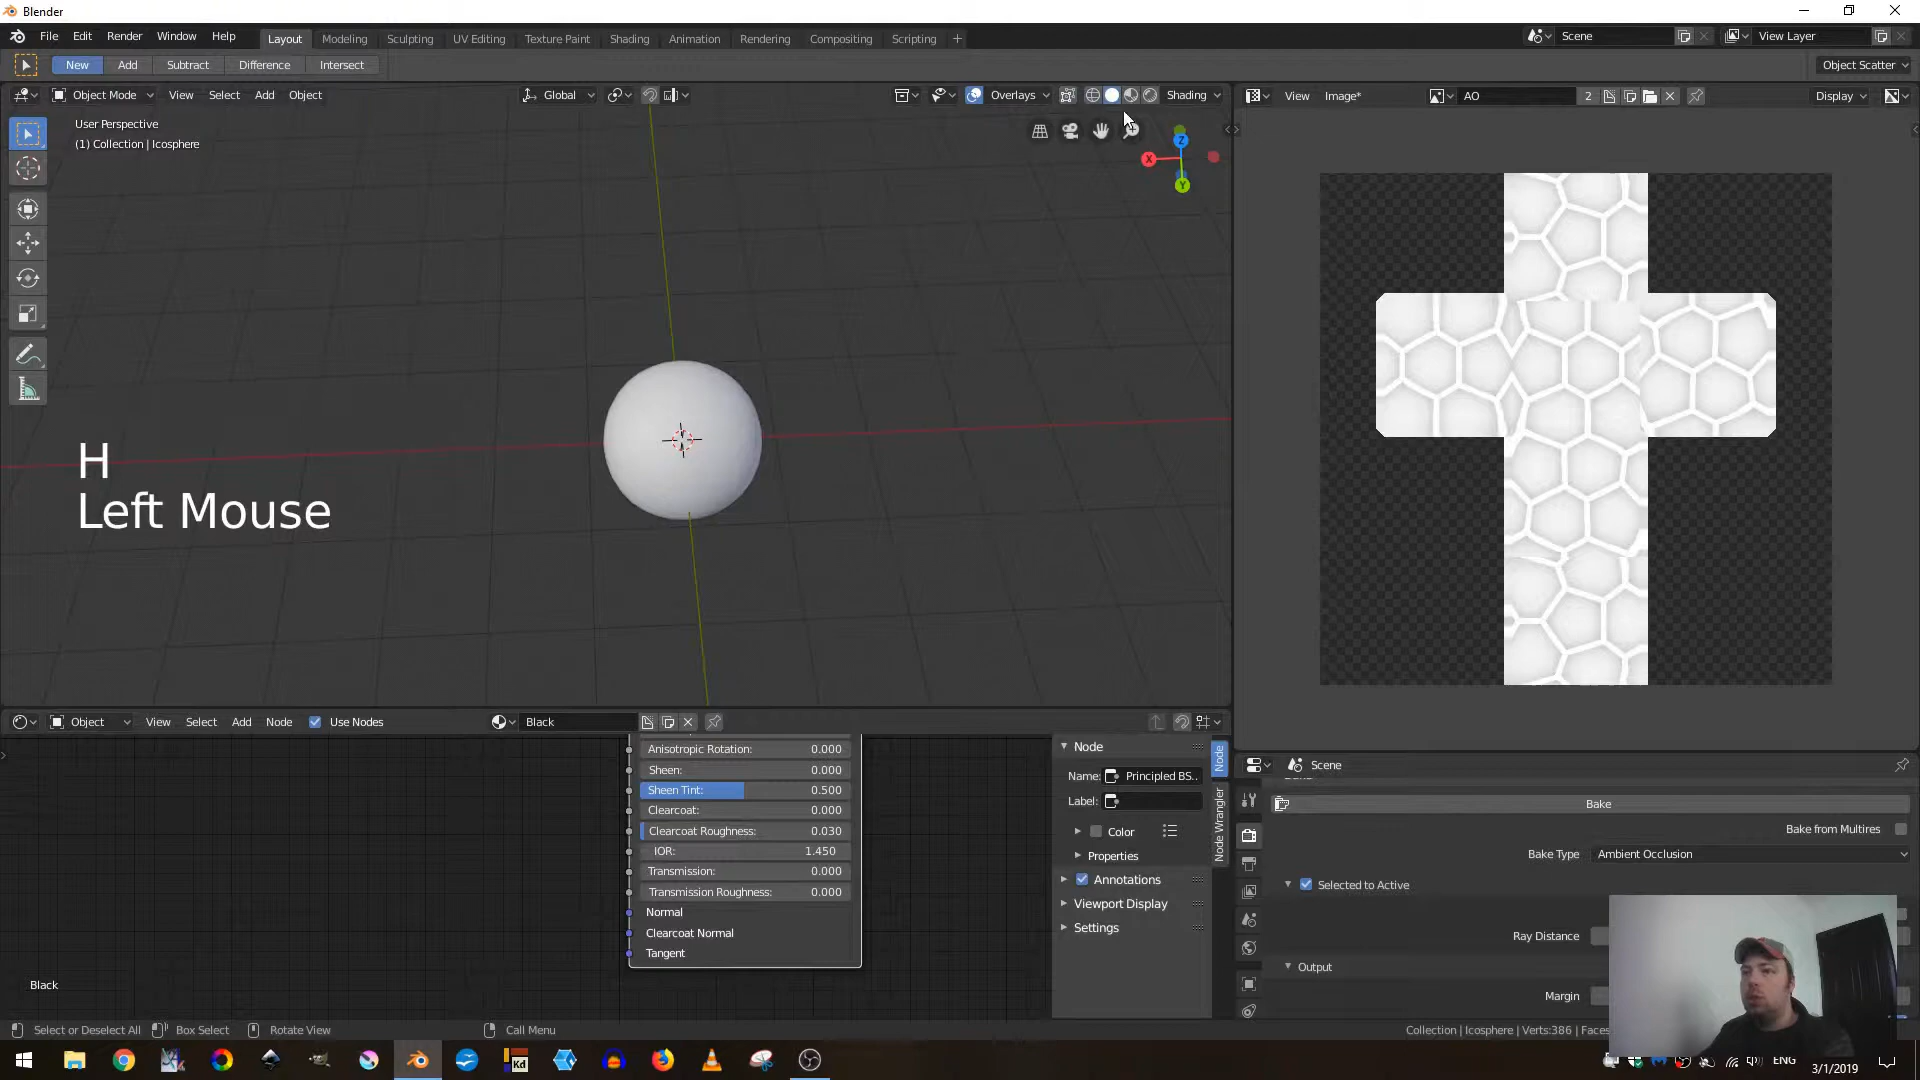 Blender
File Edit Render Window Help Layout Modeling Sculpting UV Editing Texture Paint Shading Animation Rendering Compositing Scripting + Scene View Layer
New Add Subtract Difference Intersect Object Scatter
Object Mode View Select Add Object Global Overlays Shading View Image* AO 2 Display
User Perspective
(1) Collection | Icosphere
Z
X
Y
H
Left Mouse
Object View Select Add Node Use Nodes Black
Anisotropic Rotation: 0.000
Sheen: 0.000
Sheen Tint: 0.500
Clearcoat: 0.000
Clearcoat Roughness: 0.030
IOR: 1.450
Transmission: 0.000
Transmission Roughness: 0.000
Normal
Clearcoat Normal
Tangent
Black
Node
Name: Principled BS..
Label:
Color
Properties
Annotations
Viewport Display
Settings
Node
Node Wrangler
Scene
Bake
Bake from Multires
Bake Type Ambient Occlusion
Selected to Active
Ray Distance
Output
Margin
Select or Deselect All Box Select Rotate View Call Menu Collection | Icosphere | Verts:386 | Faces
Kd
ENG
3/1/2019